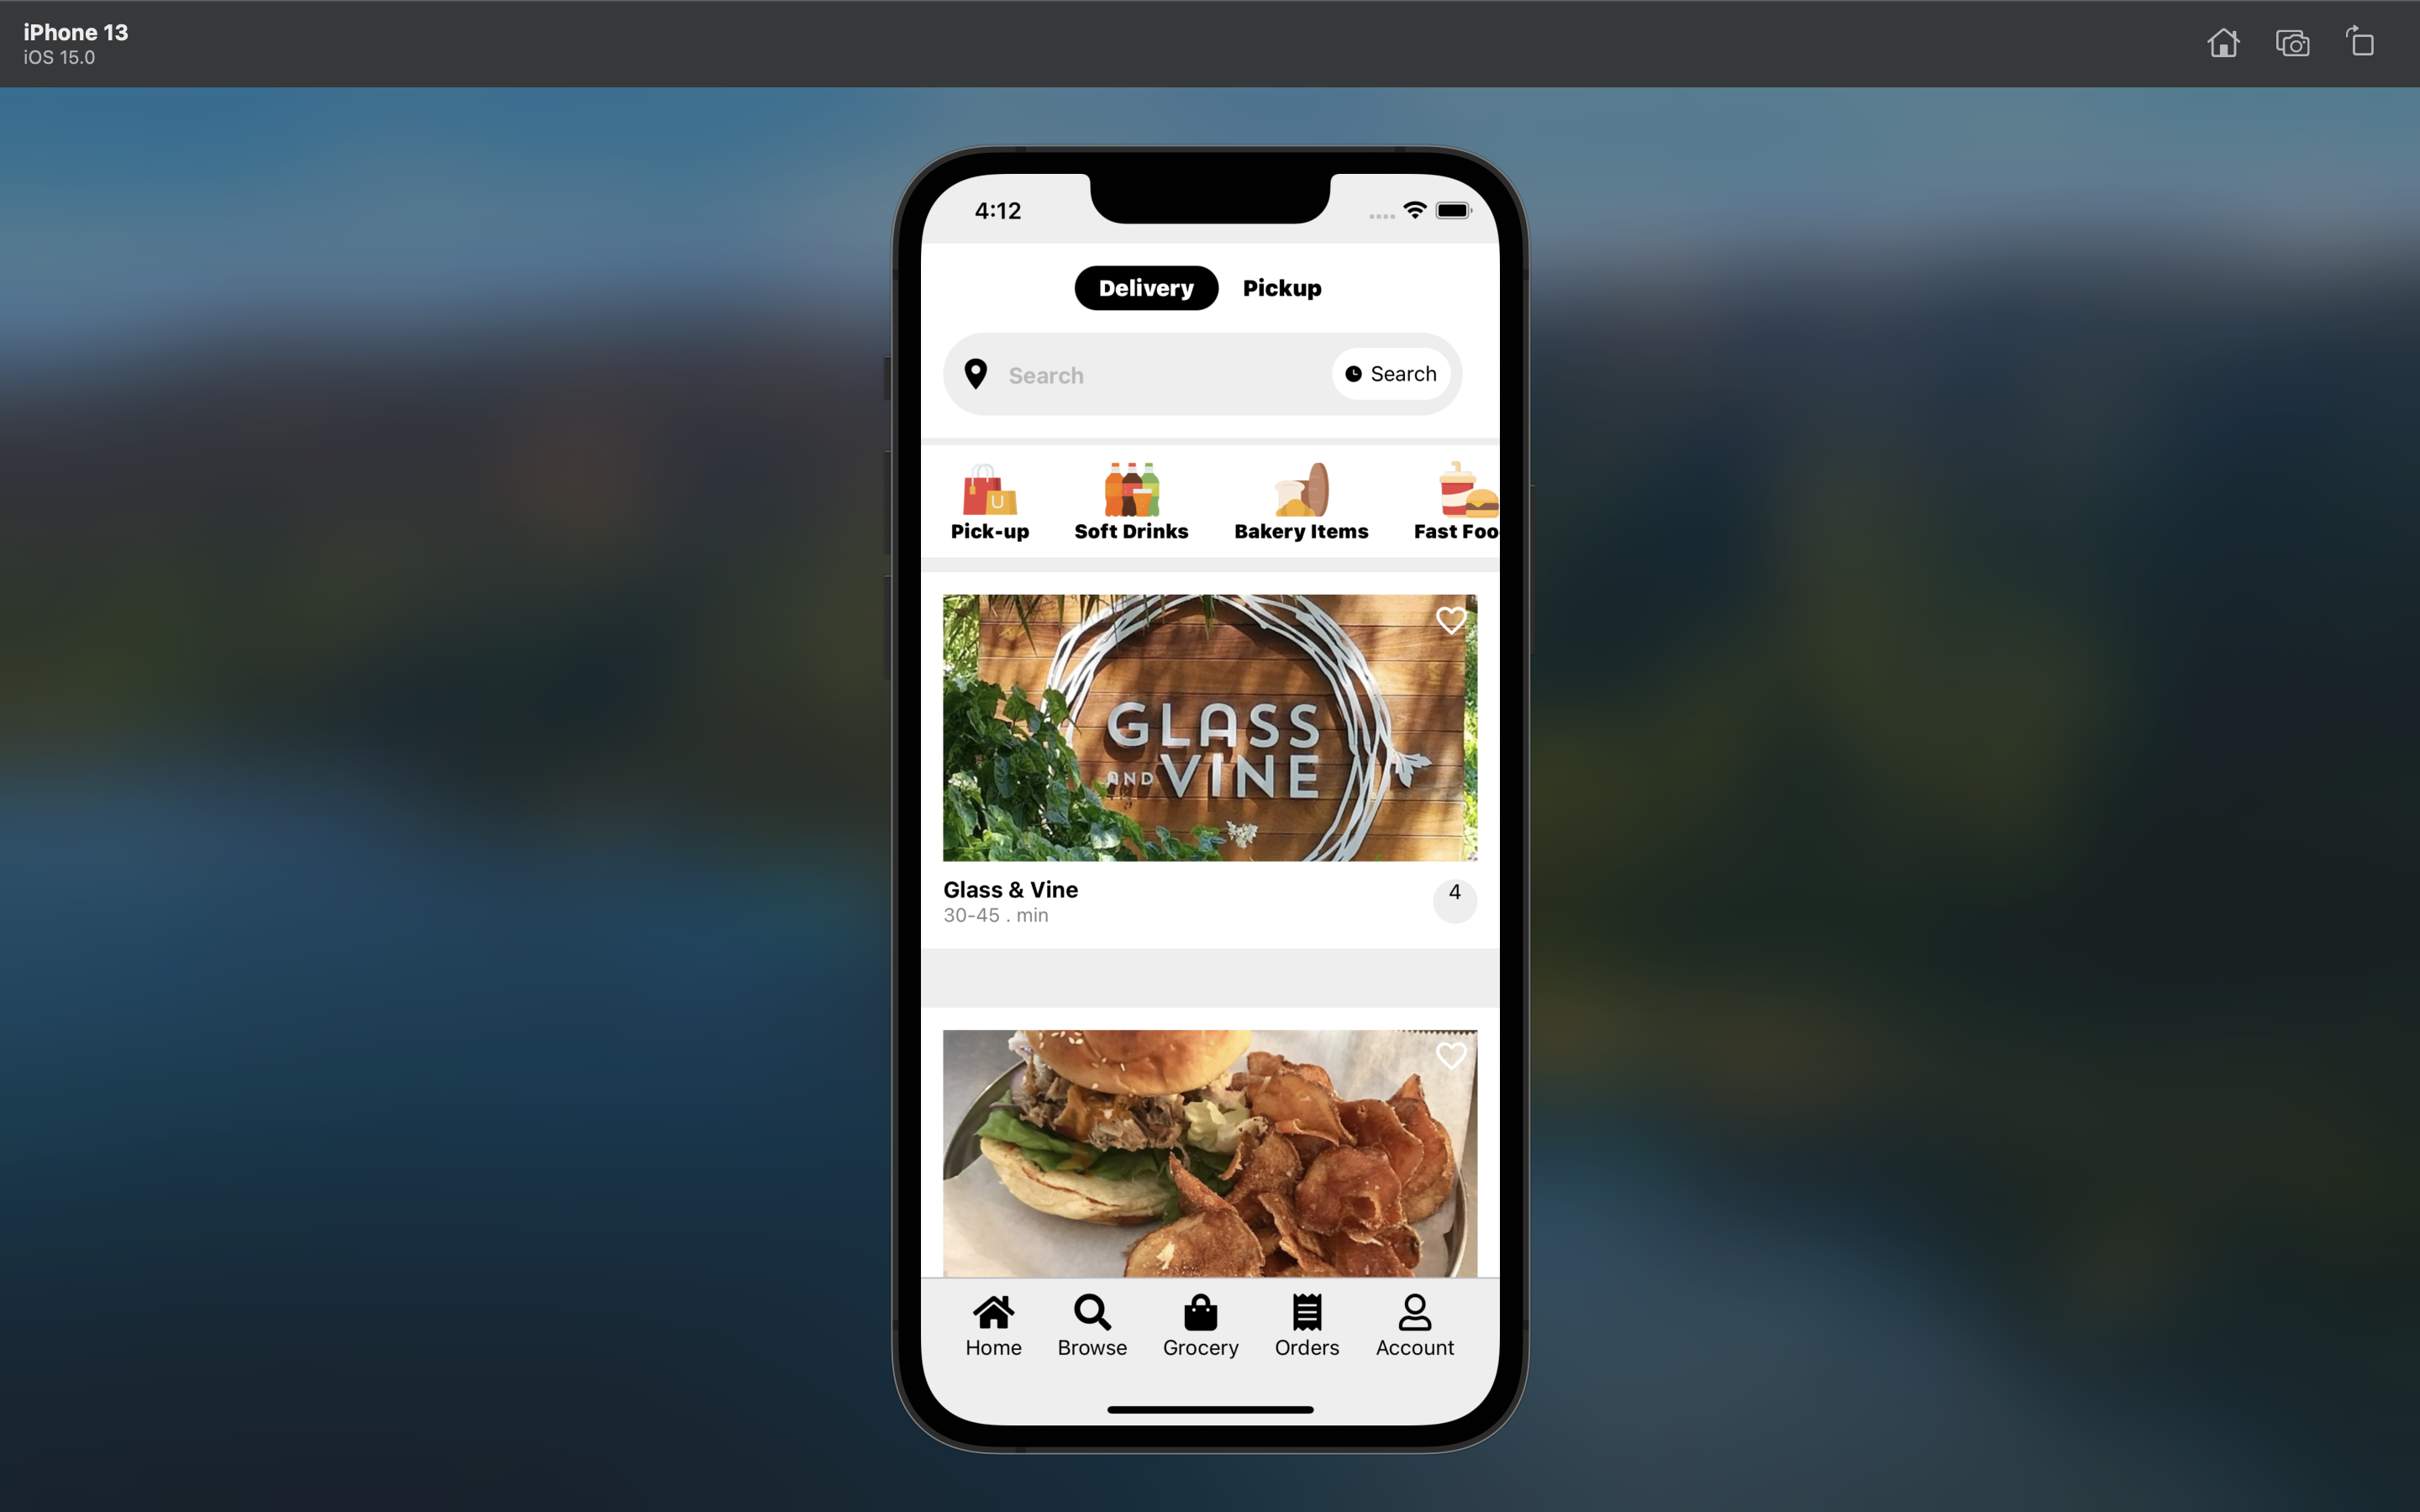 iPhone 13
iOS 15.0
4:12
Delivery Pickup
Search Search
U
Pick-up Soft Drinks Bakery Items Fast Foo
GLASS
AND VINE
Glass & Vine 4
30-45 . min
Home Browse Grocery Orders Account